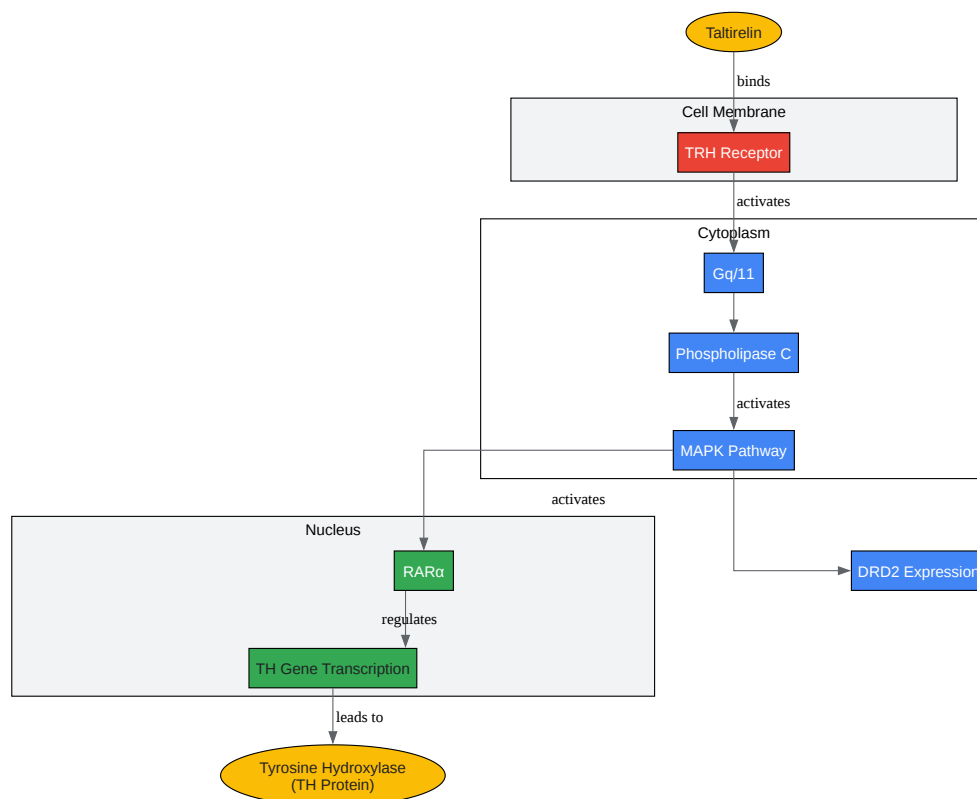 Taltirelin
binds
Cell Membrane
TRH Receptor
activates
Cytoplasm
Gq/11
Phospholipase C
activates
MAPK Pathway
activates
Nucleus
RARα
DRD2 Expression
regulates
TH Gene Transcription
leads to
Tyrosine Hydroxylase
(TH Protein)